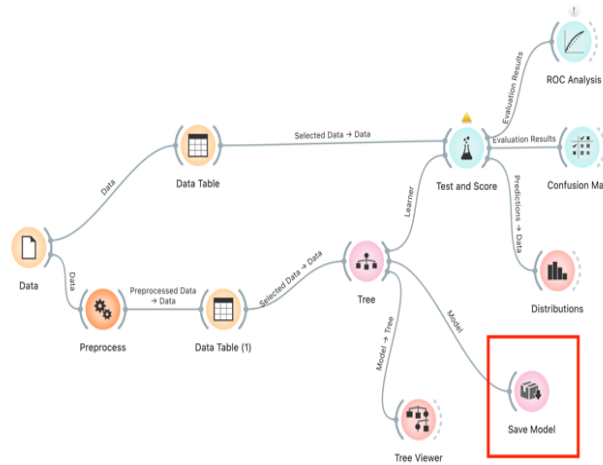 ROC Analysis
Evaluation Results
Selected Data → Data
Evaluation Results
Data Table
Test and Score
Confusion Ma
Data
Learner
Predictions → Data
Data
Data
Preprocessed Data
→ Data
Selected Data → Data
Tree
Distributions
Preprocess
Data Table (1)
Model → Tree
Model
Save Model
Tree Viewer